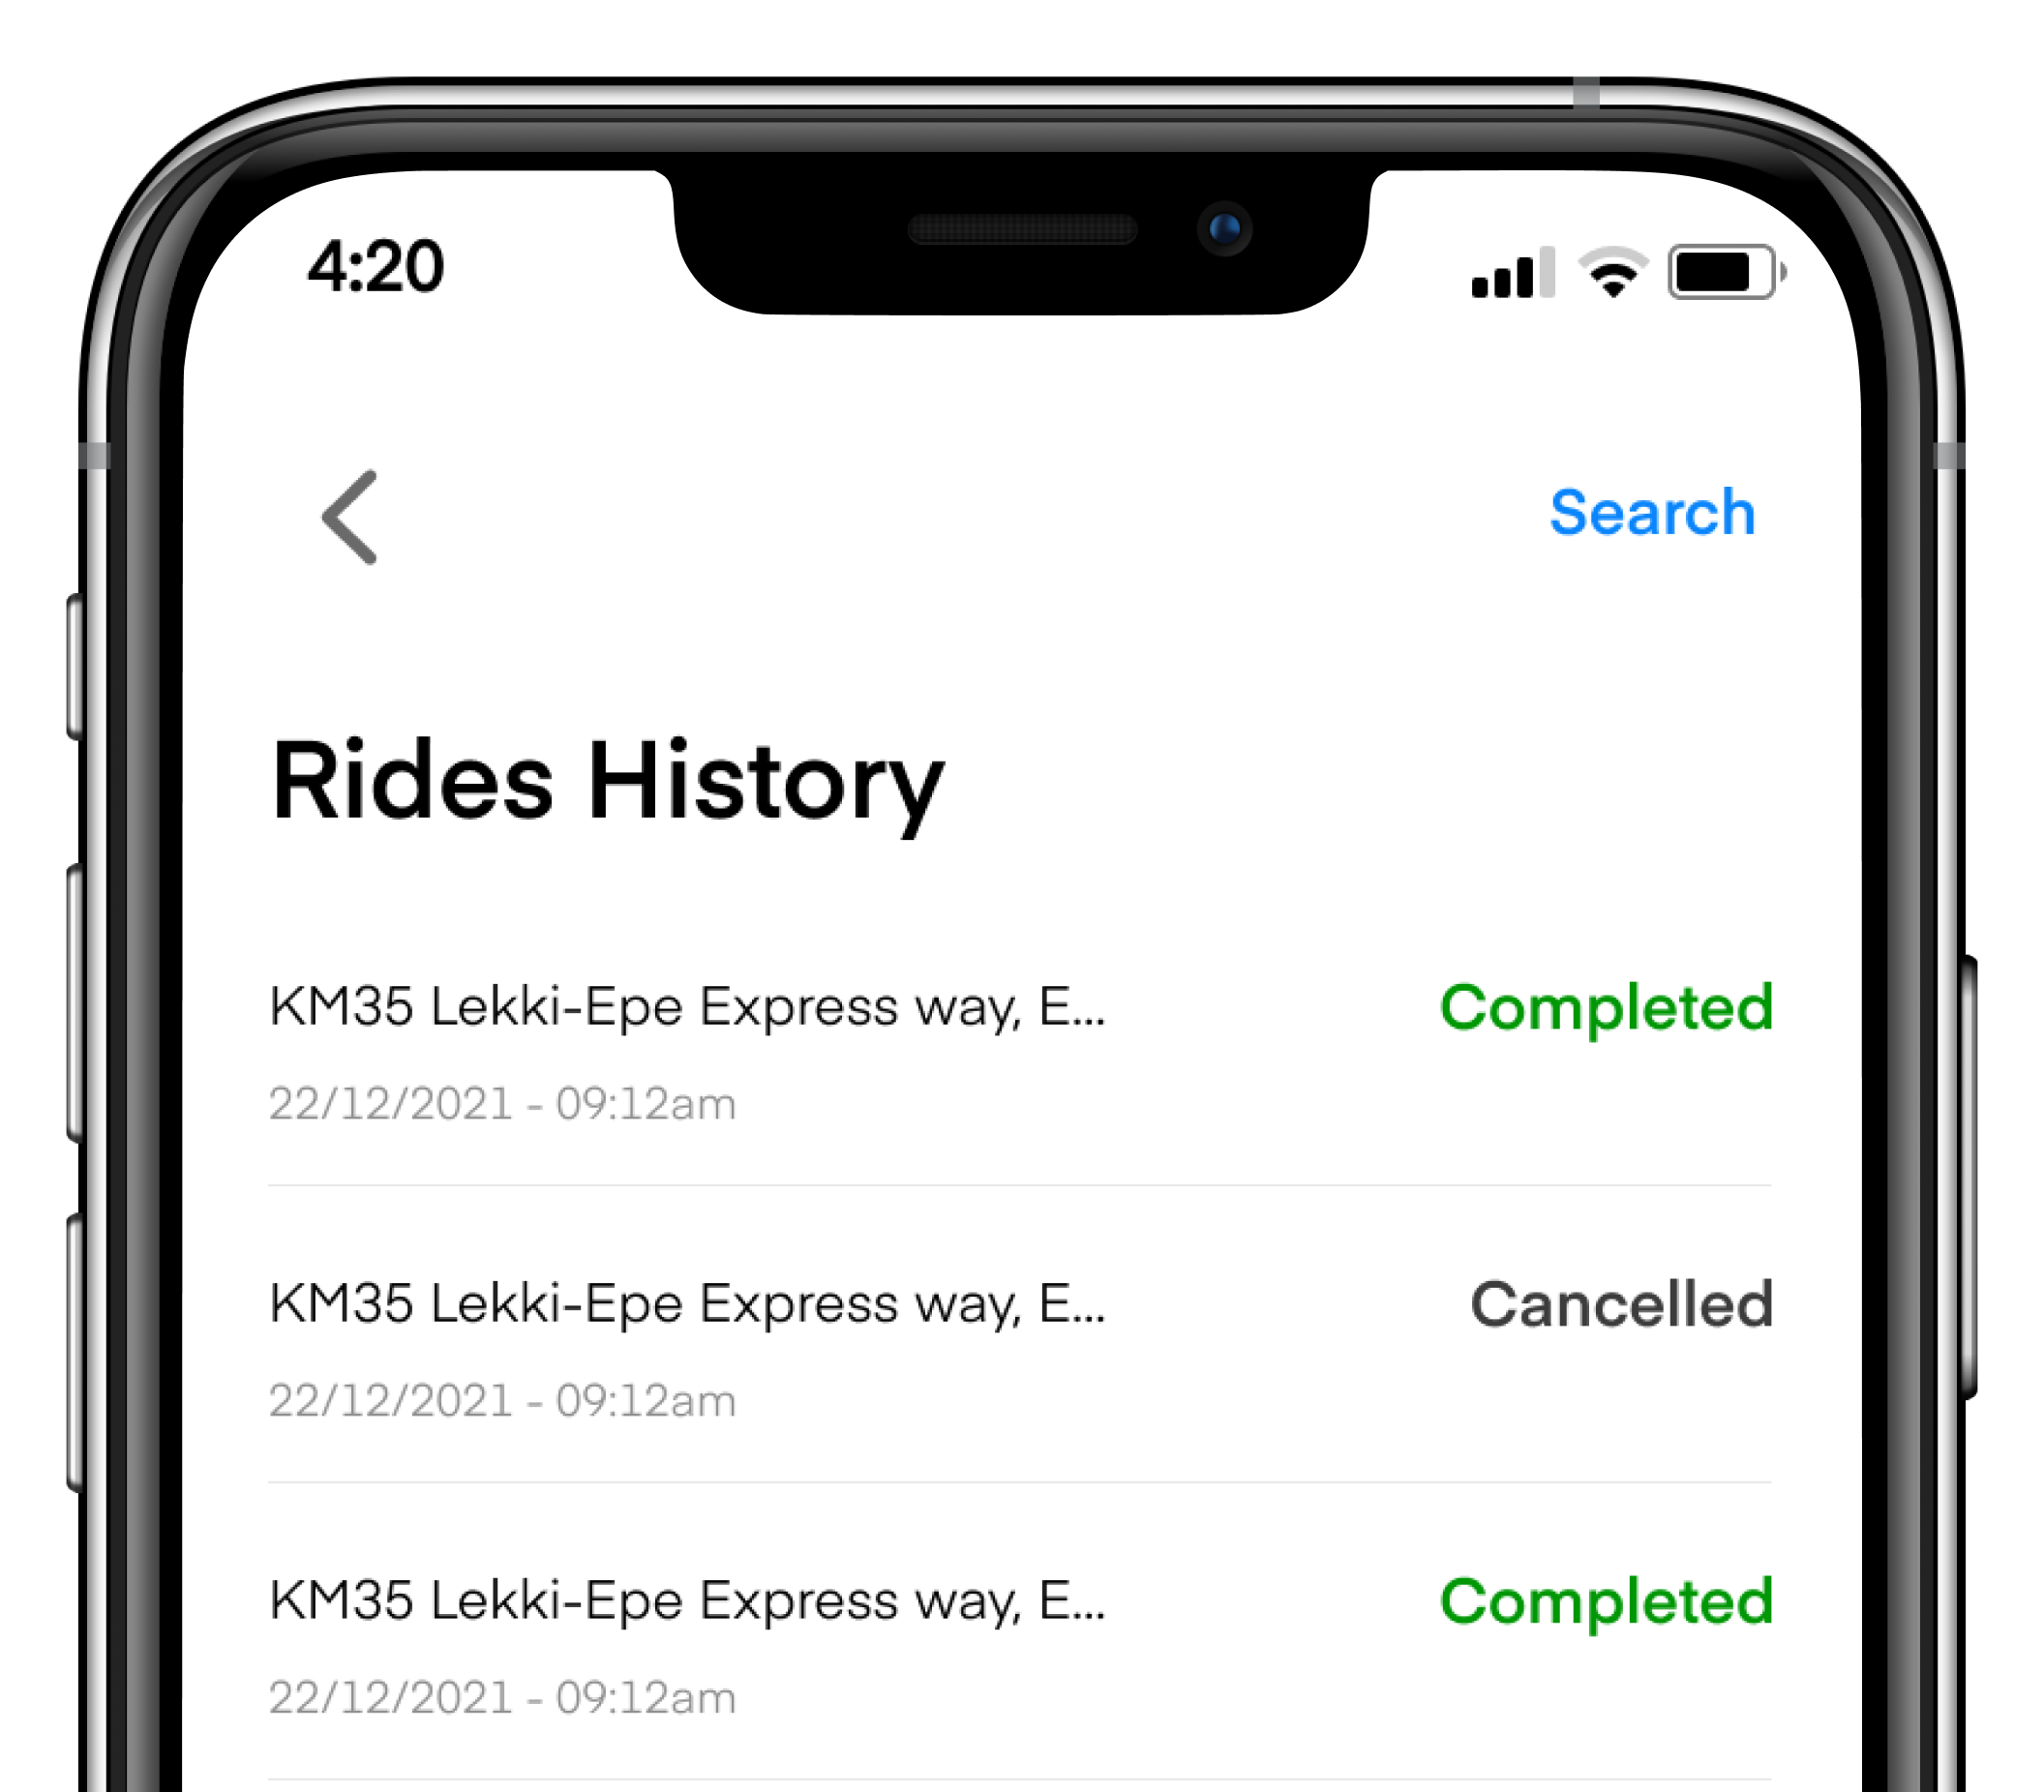 4:20
Search
Rides History
KM35 Lekki-Epe Express way, E...
Completed
22/12/2021 - 09:12am
KM35 Lekki-Epe Express way, E...
Cancelled
22/12/2021 - 09:12am
KM35 Lekki-Epe Express way, E...
Completed
22/12/2021 - 09:12am